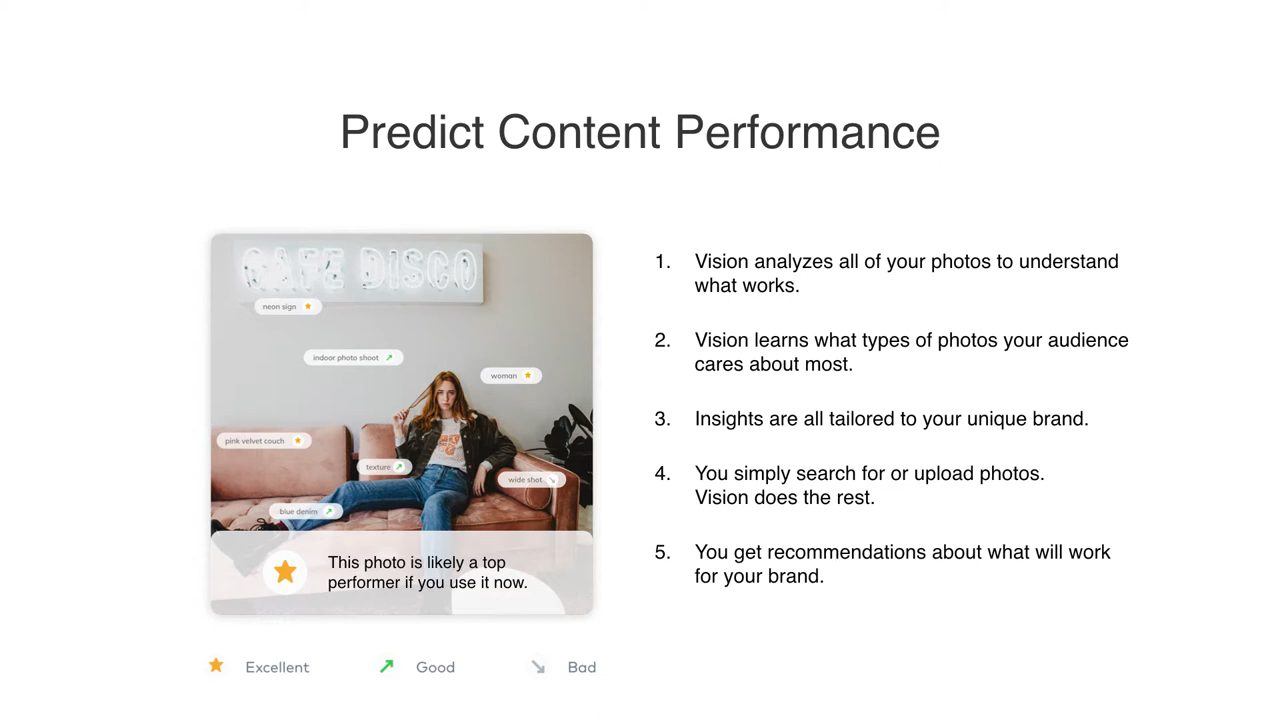 Predict Content Performance
CAFE DISCO
neon sign
indoor photo shoot
woman
pink velvet couch
texture
wide shot
blue denim
This photo is likely a top
performer if you use it now.
Excellent
Good
Bad
1. Vision analyzes all of your photos to understand
what works.
2. Vision learns what types of photos your audience
cares about most.
3. Insights are all tailored to your unique brand.
4. You simply search for or upload photos.
Vision does the rest.
5. You get recommendations about what will work
for your brand.